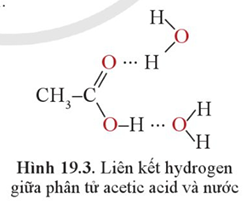 H
O
O ··· H
CH₃–C
H
O–H ··· O
H
Hình 19.3. Liên kết hydrogen
giữa phân tử acetic acid và nước